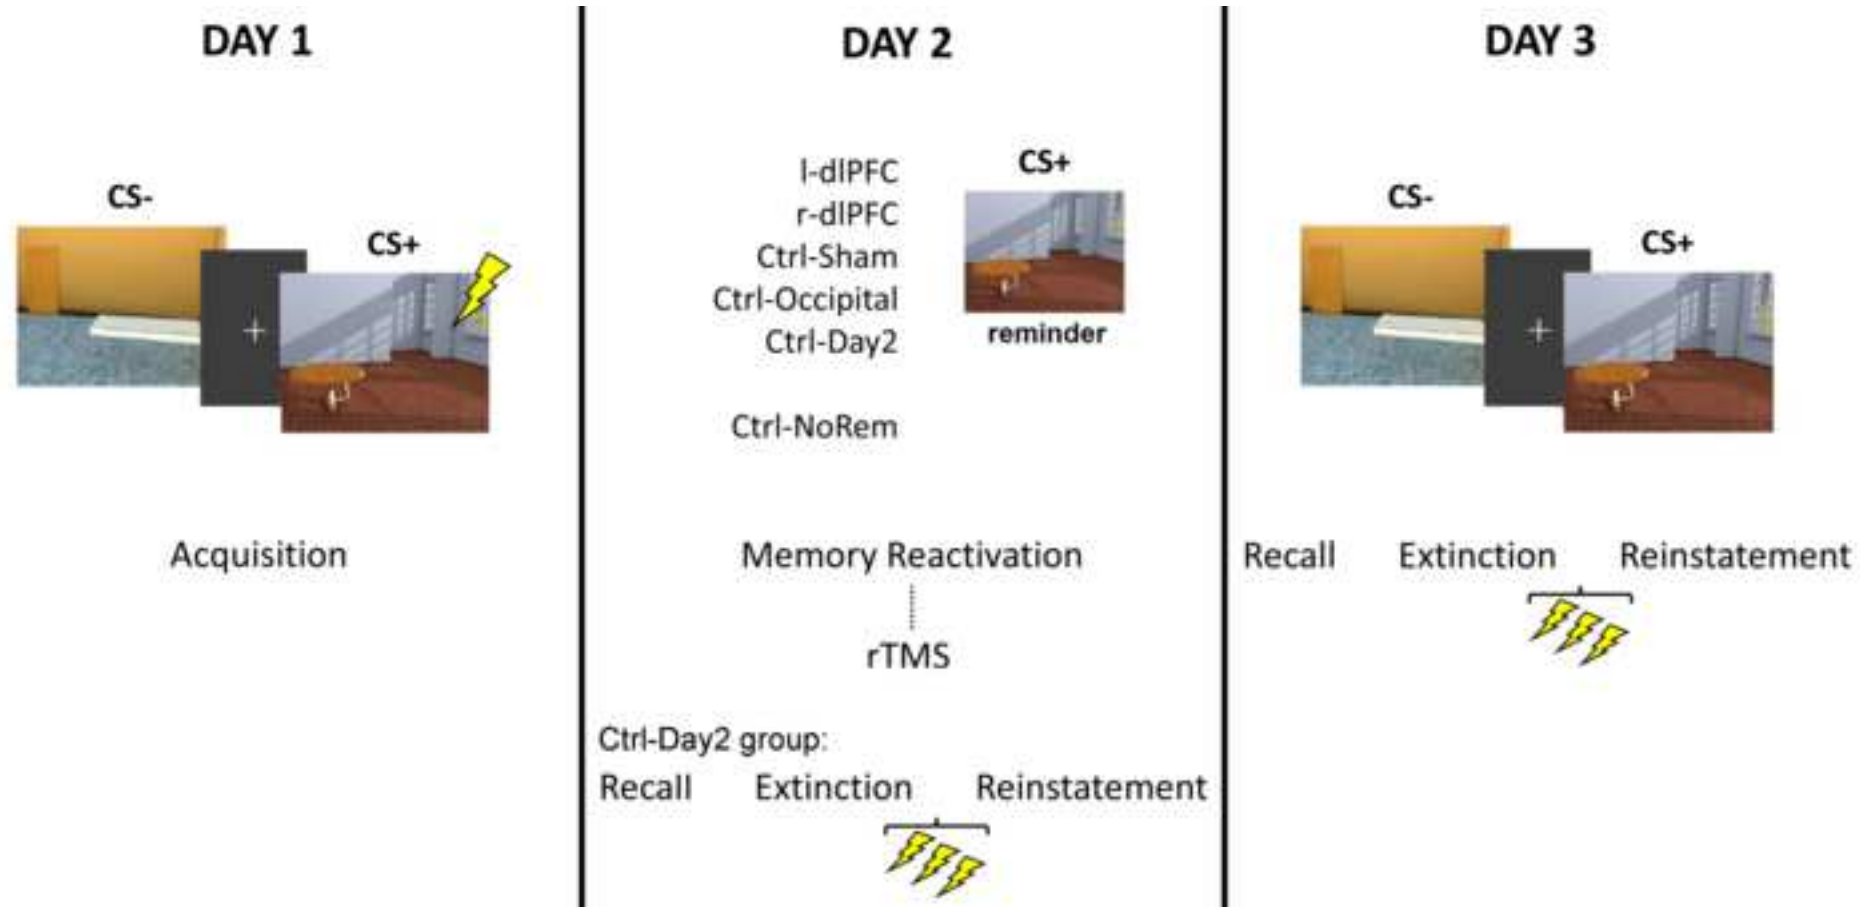 DAY 1
CS-
CS+
Acquisition
DAY 2
l-dlPFC
r-dlPFC
Ctrl-Sham
Ctrl-Occipital
Ctrl-Day2
Ctrl-NoRem
CS+
reminder
Memory Reactivation
rTMS
Ctrl-Day2 group:
Recall Extinction Reinstatement
DAY 3
CS-
CS+
Recall Extinction Reinstatement